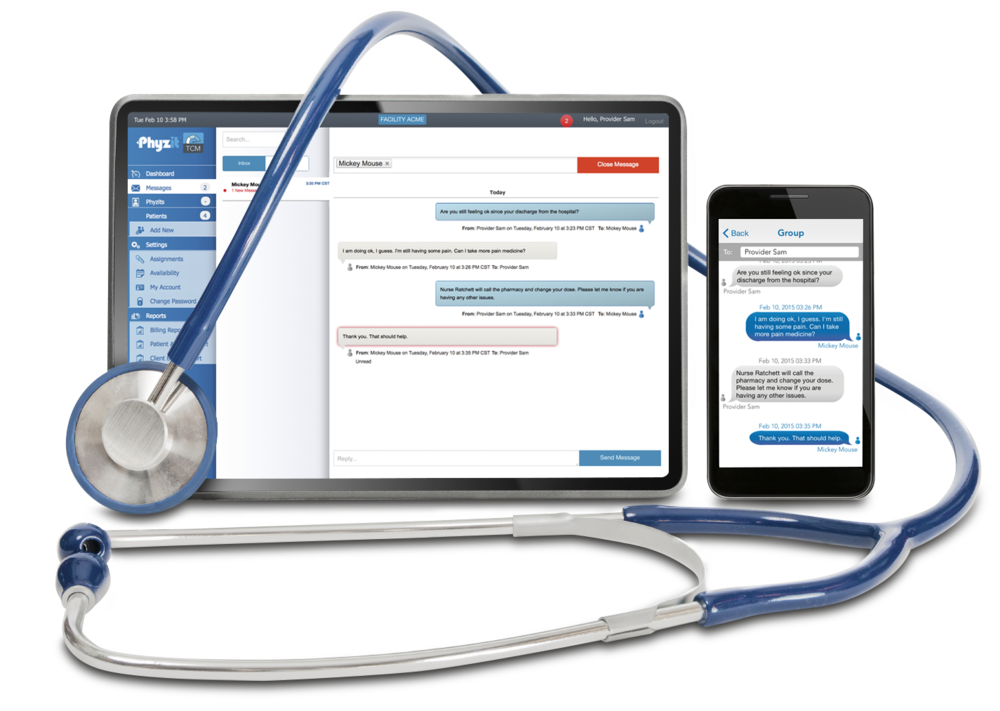 Tue Feb 10 3:58 PM
FACILITY ACME
2
Hello, Provider Sam
Logout
Phyzit
TCM
Dashboard
Messages 2
Phyzits
Patients 4
Add New
Settings
Assignments
Availability
My Account
Change Password
Reports
Billing
Patient
Client
Search...
Inbox
Mickey
5:55 PM CST
1 New
Mickey Mouse ×
Close Message
Today
Are you still feeling ok since your discharge from the hospital?
From: Provider Sam on Tuesday, February 10 at 3:23 PM CST To: Mickey Mouse
I am doing ok, I guess. I'm still having some pain. Can I take more pain medicine?
From: Mickey Mouse on Tuesday, February 10 at 3:26 PM CST To: Provider Sam
Nurse Ratchett will call the pharmacy and change your dose. Please let me know if you are
having any other issues.
From: Provider Sam on Tuesday, February 10 at 3:33 PM CST To: Mickey Mouse
Thank you. That should help.
From: Mickey Mouse on Tuesday, February 10 at 3:35 PM CST To: Provider Sam
Unread
Reply...
Send Message
Back
Group
To: Provider Sam
Are you still feeling ok since your
discharge from the hospital?
Provider Sam
Feb 10, 2015 03:26 PM
I am doing ok, I guess. I'm still
having some pain. Can I take
more pain medicine?
Mickey Mouse
Feb 10, 2015 03:33 PM
Nurse Ratchett will call the
pharmacy and change your dose.
Please let me know if you are
having any other issues.
Provider Sam
Feb 10, 2015 03:35 PM
Thank you. That should help.
Mickey Mouse